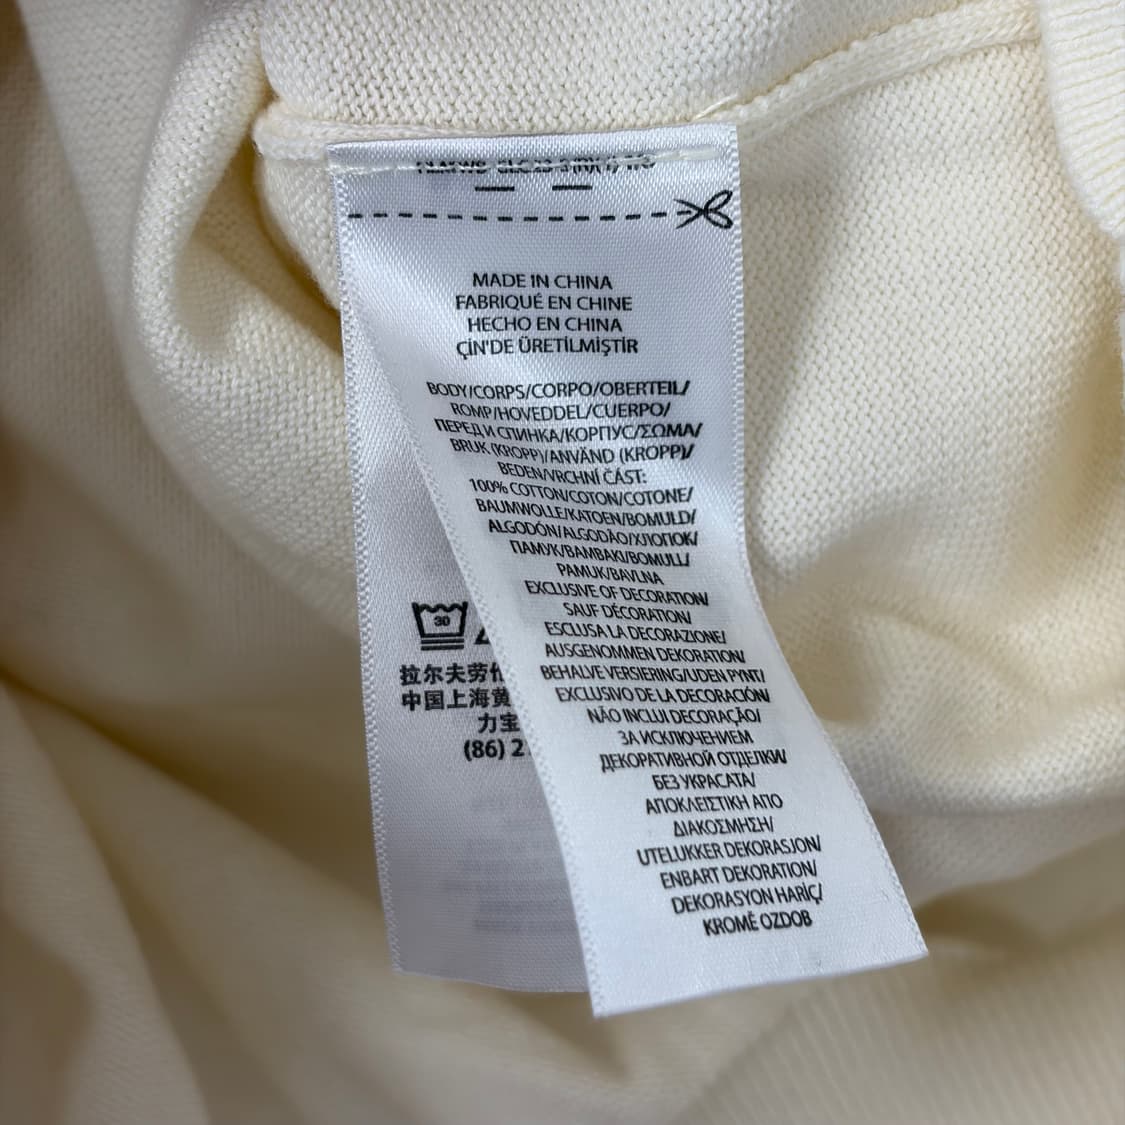 MADE IN CHINA
FABRIQUÉ EN CHINE
HECHO EN CHINA
ÇİN'DE ÜRETİLMİŞTİR
BODY/CORPS/CORPO/OBERTEIL/
ROMP/HOVEDDEL/CUERPO/
ПЕРЕД И СПИНКА/КОРПУС/ΣΩΜΑ/
BRUK (KROPP)/ANVÄND (KROPP)/
BEDEN/VRCHNÍ ČÁST:
100% COTTON/COTON/COTONE/
BAUMWOLLE/KATOEN/BOMULD/
ALGODÓN/ALGODÃO/ХЛОПОК/
ПАМУК/ΒΑΜΒΑΚΙ/BOMULL/
PAMUK/BAVLNA
EXCLUSIVE OF DECORATION/
SAUF DÉCORATION/
ESCLUSA LA DECORAZIONE/
AUSGENOMMEN DEKORATION/
BEHALVE VERSIERING/UDEN PYNT/
EXCLUSIVO DE LA DECORACIÓN/
NÃO INCLUI DECORAÇÃO/
ЗА ИСКЛЮЧЕНИЕМ
ДЕКОРАТИВНОЙ ОТДЕЛКИ/
БЕЗ УКРАСАТА/
ΑΠΟΚΛΕΙΣΤΙΚΗ ΑΠΟ
ΔΙΑΚΟΣΜΗΣΗ/
UTELUKKER DEKORASJON/
ENBART DEKORATION/
DEKORASYON HARİÇ/
KROMĚ OZDOB
30
拉尔夫劳伦
中国上海黄
力宝
(86) 2